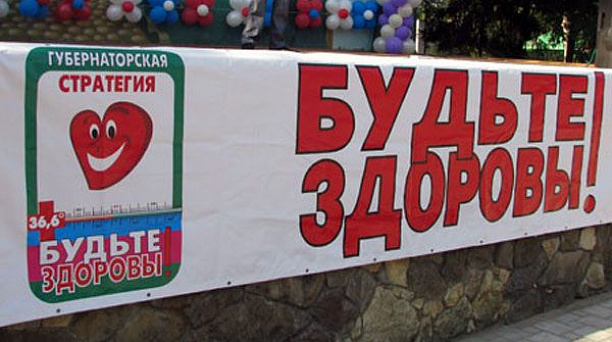 ГУБЕРНАТОРСКАЯ
СТРАТЕГИЯ
36,6°
БУДЬТЕ
ЗДОРОВЫ!
БУДЬТЕ
ЗДОРОВЫ!